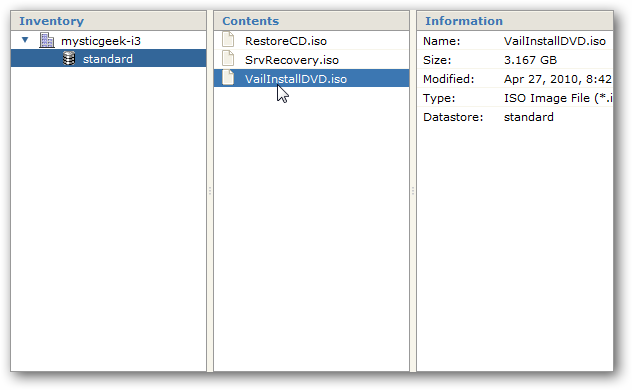 Inventory
mysticgeek-i3
standard
Contents
RestoreCD.iso
SrvRecovery.iso
VailInstallDVD.iso
Information
Name: VailInstallDVD.iso
Size: 3.167 GB
Modified: Apr 27, 2010, 8:42
Type: ISO Image File (*.i
Datastore: standard